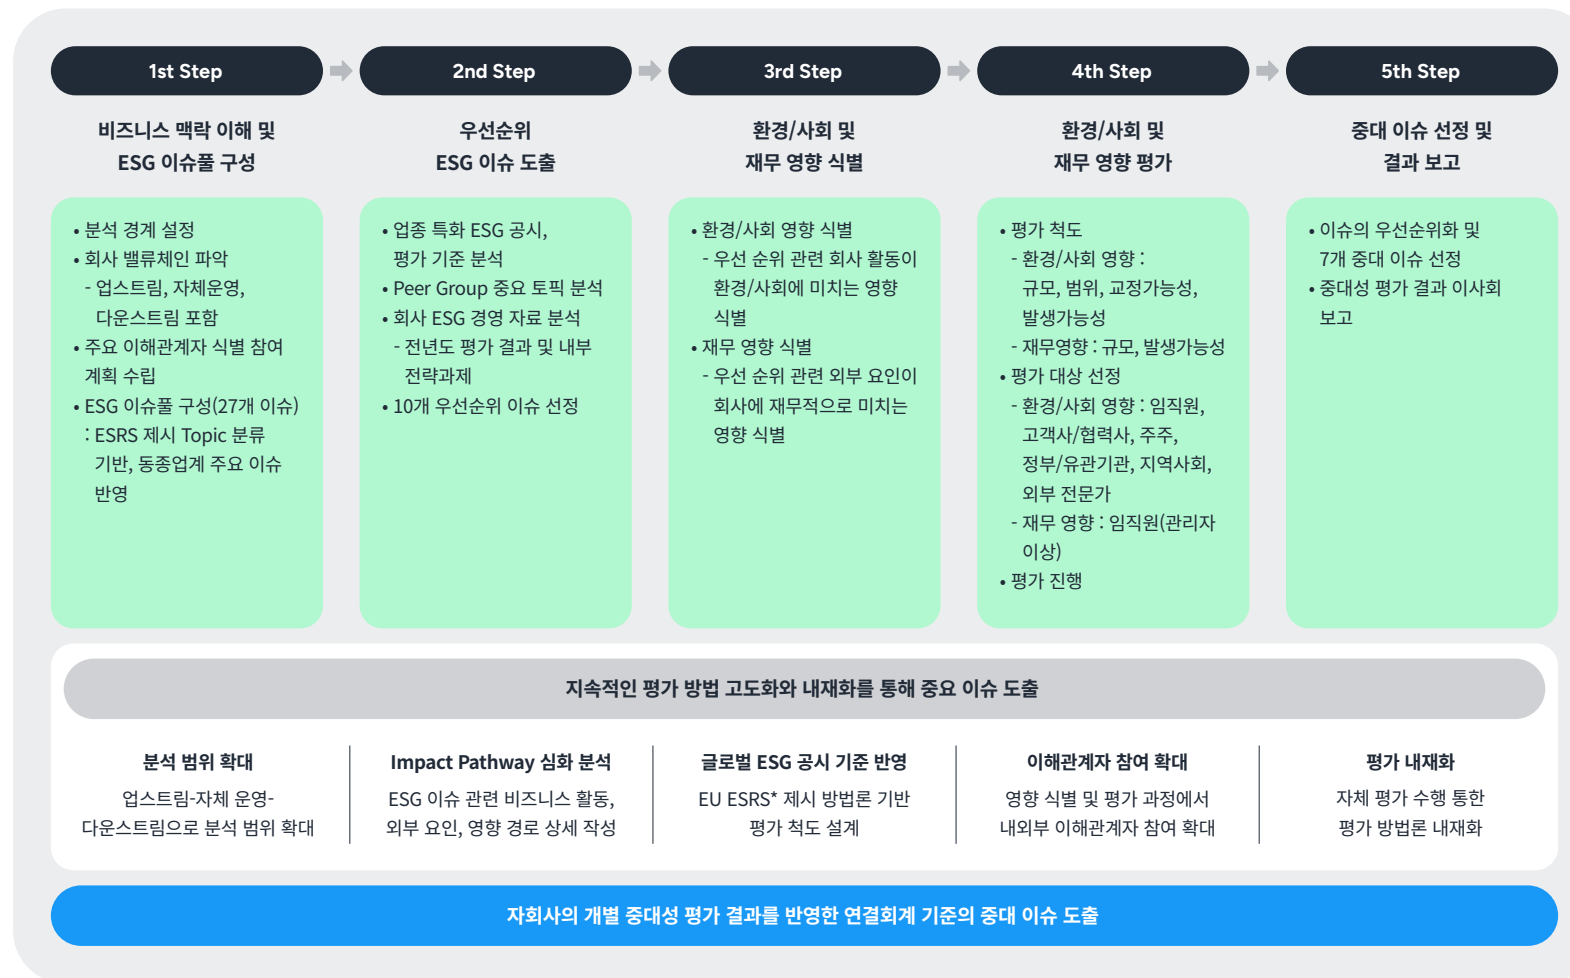 1st Step
비즈니스 맥락 이해 및
ESG 이슈풀 구성
• 분석 경계 설정
• 회사 밸류체인 파악
- 업스트림, 자체운영,
다운스트림 포함
• 주요 이해관계자 식별 참여
계획 수립
• ESG 이슈풀 구성(27개 이슈)
: ESRS 제시 Topic 분류
기반, 동종업계 주요 이슈
반영
2nd Step
우선순위
ESG 이슈 도출
• 업종 특화 ESG 공시,
평가 기준 분석
• Peer Group 중요 토픽 분석
• 회사 ESG 경영 자료 분석
- 전년도 평가 결과 및 내부
전략과제
• 10개 우선순위 이슈 선정
3rd Step
환경/사회 및
재무 영향 식별
• 환경/사회 영향 식별
- 우선 순위 관련 회사 활동이
환경/사회에 미치는 영향
식별
• 재무 영향 식별
- 우선 순위 관련 외부 요인이
회사에 재무적으로 미치는
영향 식별
4th Step
환경/사회 및
재무 영향 평가
• 평가 척도
- 환경/사회 영향 :
규모, 범위, 교정가능성,
발생가능성
- 재무영향 : 규모, 발생가능성
• 평가 대상 선정
- 환경/사회 영향 : 임직원,
고객사/협력사, 주주,
정부/유관기관, 지역사회,
외부 전문가
- 재무 영향 : 임직원(관리자
이상)
• 평가 진행
5th Step
중대 이슈 선정 및
결과 보고
• 이슈의 우선순위화 및
7개 중대 이슈 선정
• 중대성 평가 결과 이사회
보고
지속적인 평가 방법 고도화와 내재화를 통해 중요 이슈 도출
분석 범위 확대
업스트림-자체 운영-
다운스트림으로 분석 범위 확대
Impact Pathway 심화 분석
ESG 이슈 관련 비즈니스 활동,
외부 요인, 영향 경로 상세 작성
글로벌 ESG 공시 기준 반영
EU ESRS* 제시 방법론 기반
평가 척도 설계
이해관계자 참여 확대
영향 식별 및 평가 과정에서
내외부 이해관계자 참여 확대
평가 내재화
자체 평가 수행 통한
평가 방법론 내재화
자회사의 개별 중대성 평가 결과를 반영한 연결회계 기준의 중대 이슈 도출